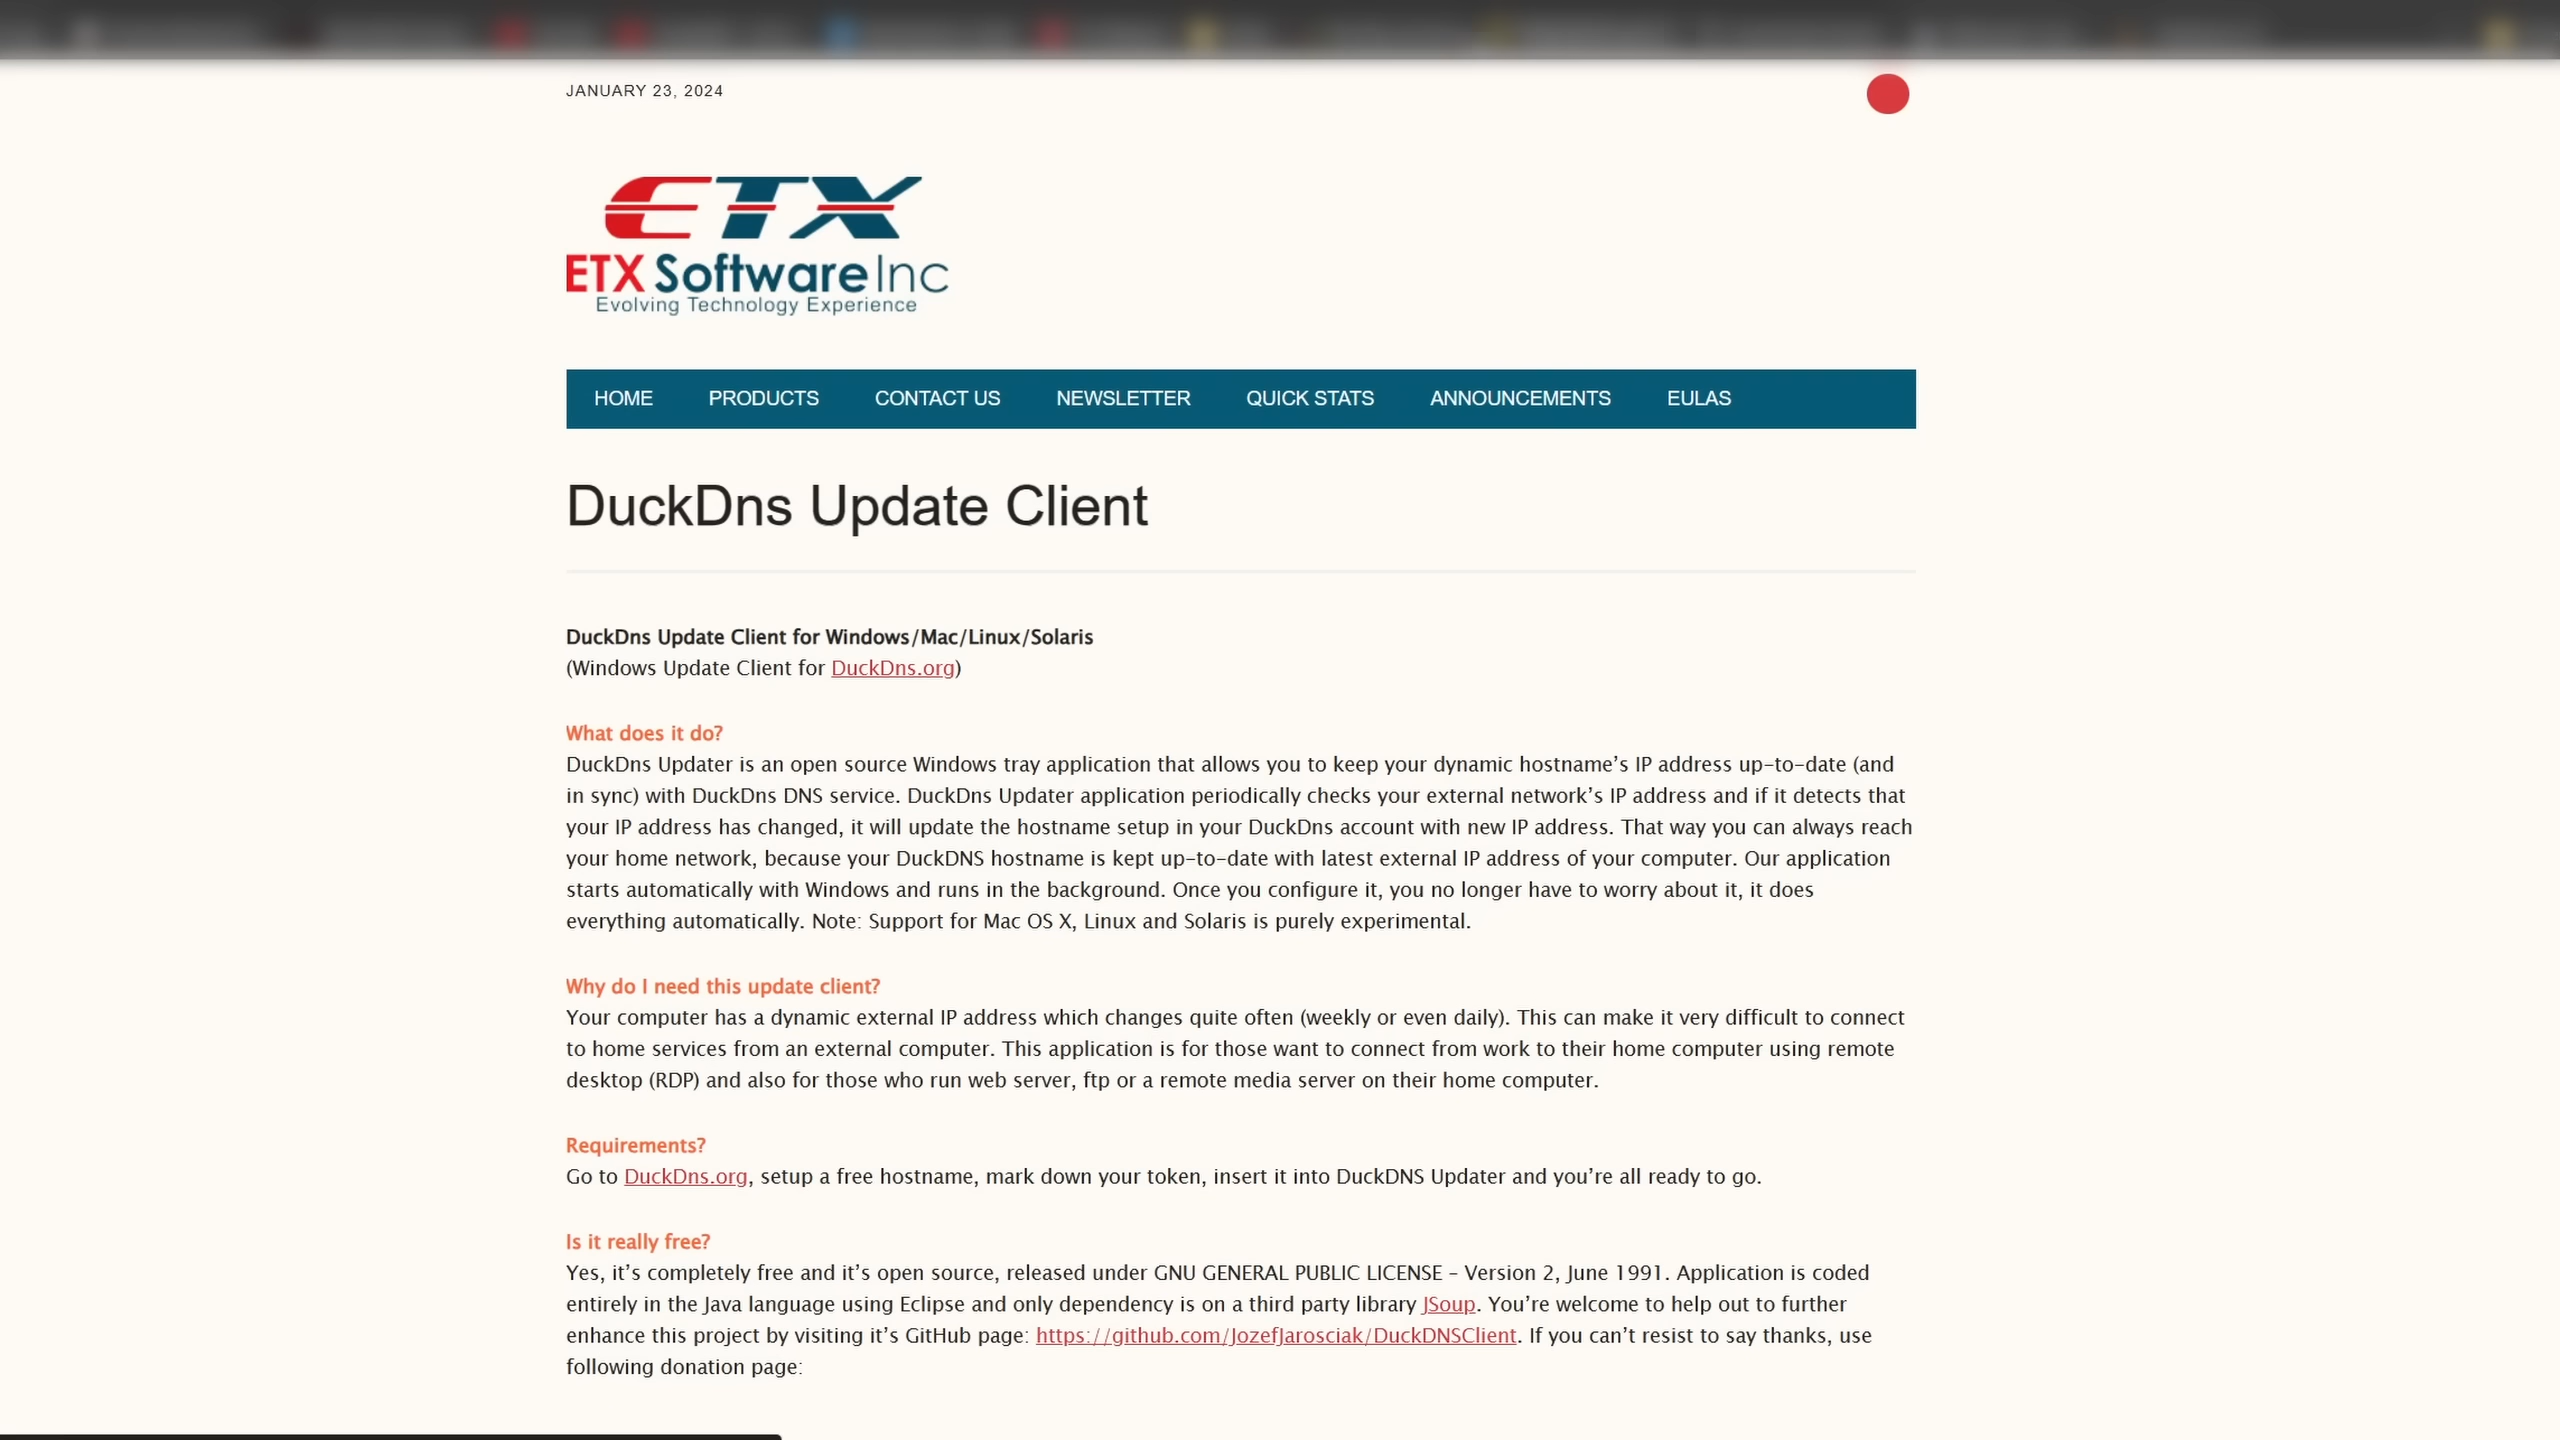 JANUARY 23, 2024
ETX
ETX Software Inc
Evolving Technology Experience
HOME PRODUCTS CONTACT US NEWSLETTER QUICK STATS ANNOUNCEMENTS EULAS
DuckDns Update Client
DuckDns Update Client for Windows/Mac/Linux/Solaris
(Windows Update Client for DuckDns.org)
What does it do?
DuckDns Updater is an open source Windows tray application that allows you to keep your dynamic hostname’s IP address up-to-date (and
in sync) with DuckDns DNS service. DuckDns Updater application periodically checks your external network’s IP address and if it detects that
your IP address has changed, it will update the hostname setup in your DuckDns account with new IP address. That way you can always reach
your home network, because your DuckDNS hostname is kept up-to-date with latest external IP address of your computer. Our application
starts automatically with Windows and runs in the background. Once you configure it, you no longer have to worry about it, it does
everything automatically. Note: Support for Mac OS X, Linux and Solaris is purely experimental.
Why do I need this update client?
Your computer has a dynamic external IP address which changes quite often (weekly or even daily). This can make it very difficult to connect
to home services from an external computer. This application is for those want to connect from work to their home computer using remote
desktop (RDP) and also for those who run web server, ftp or a remote media server on their home computer.
Requirements?
Go to DuckDns.org, setup a free hostname, mark down your token, insert it into DuckDNS Updater and you’re all ready to go.
Is it really free?
Yes, it’s completely free and it’s open source, released under GNU GENERAL PUBLIC LICENSE – Version 2, June 1991. Application is coded
entirely in the Java language using Eclipse and only dependency is on a third party library JSoup. You’re welcome to help out to further
enhance this project by visiting it’s GitHub page: https://github.com/JozefJarosciak/DuckDNSClient. If you can’t resist to say thanks, use
following donation page: